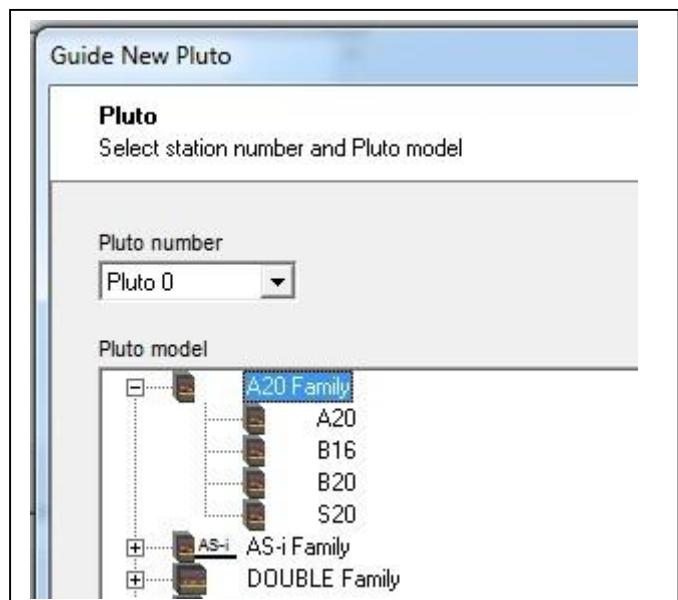 Guide New Pluto
Pluto
Select station number and Pluto model
Pluto number
Pluto 0
Pluto model
A20 Family
A20
B16
B20
S20
AS-i AS-i Family
DOUBLE Family